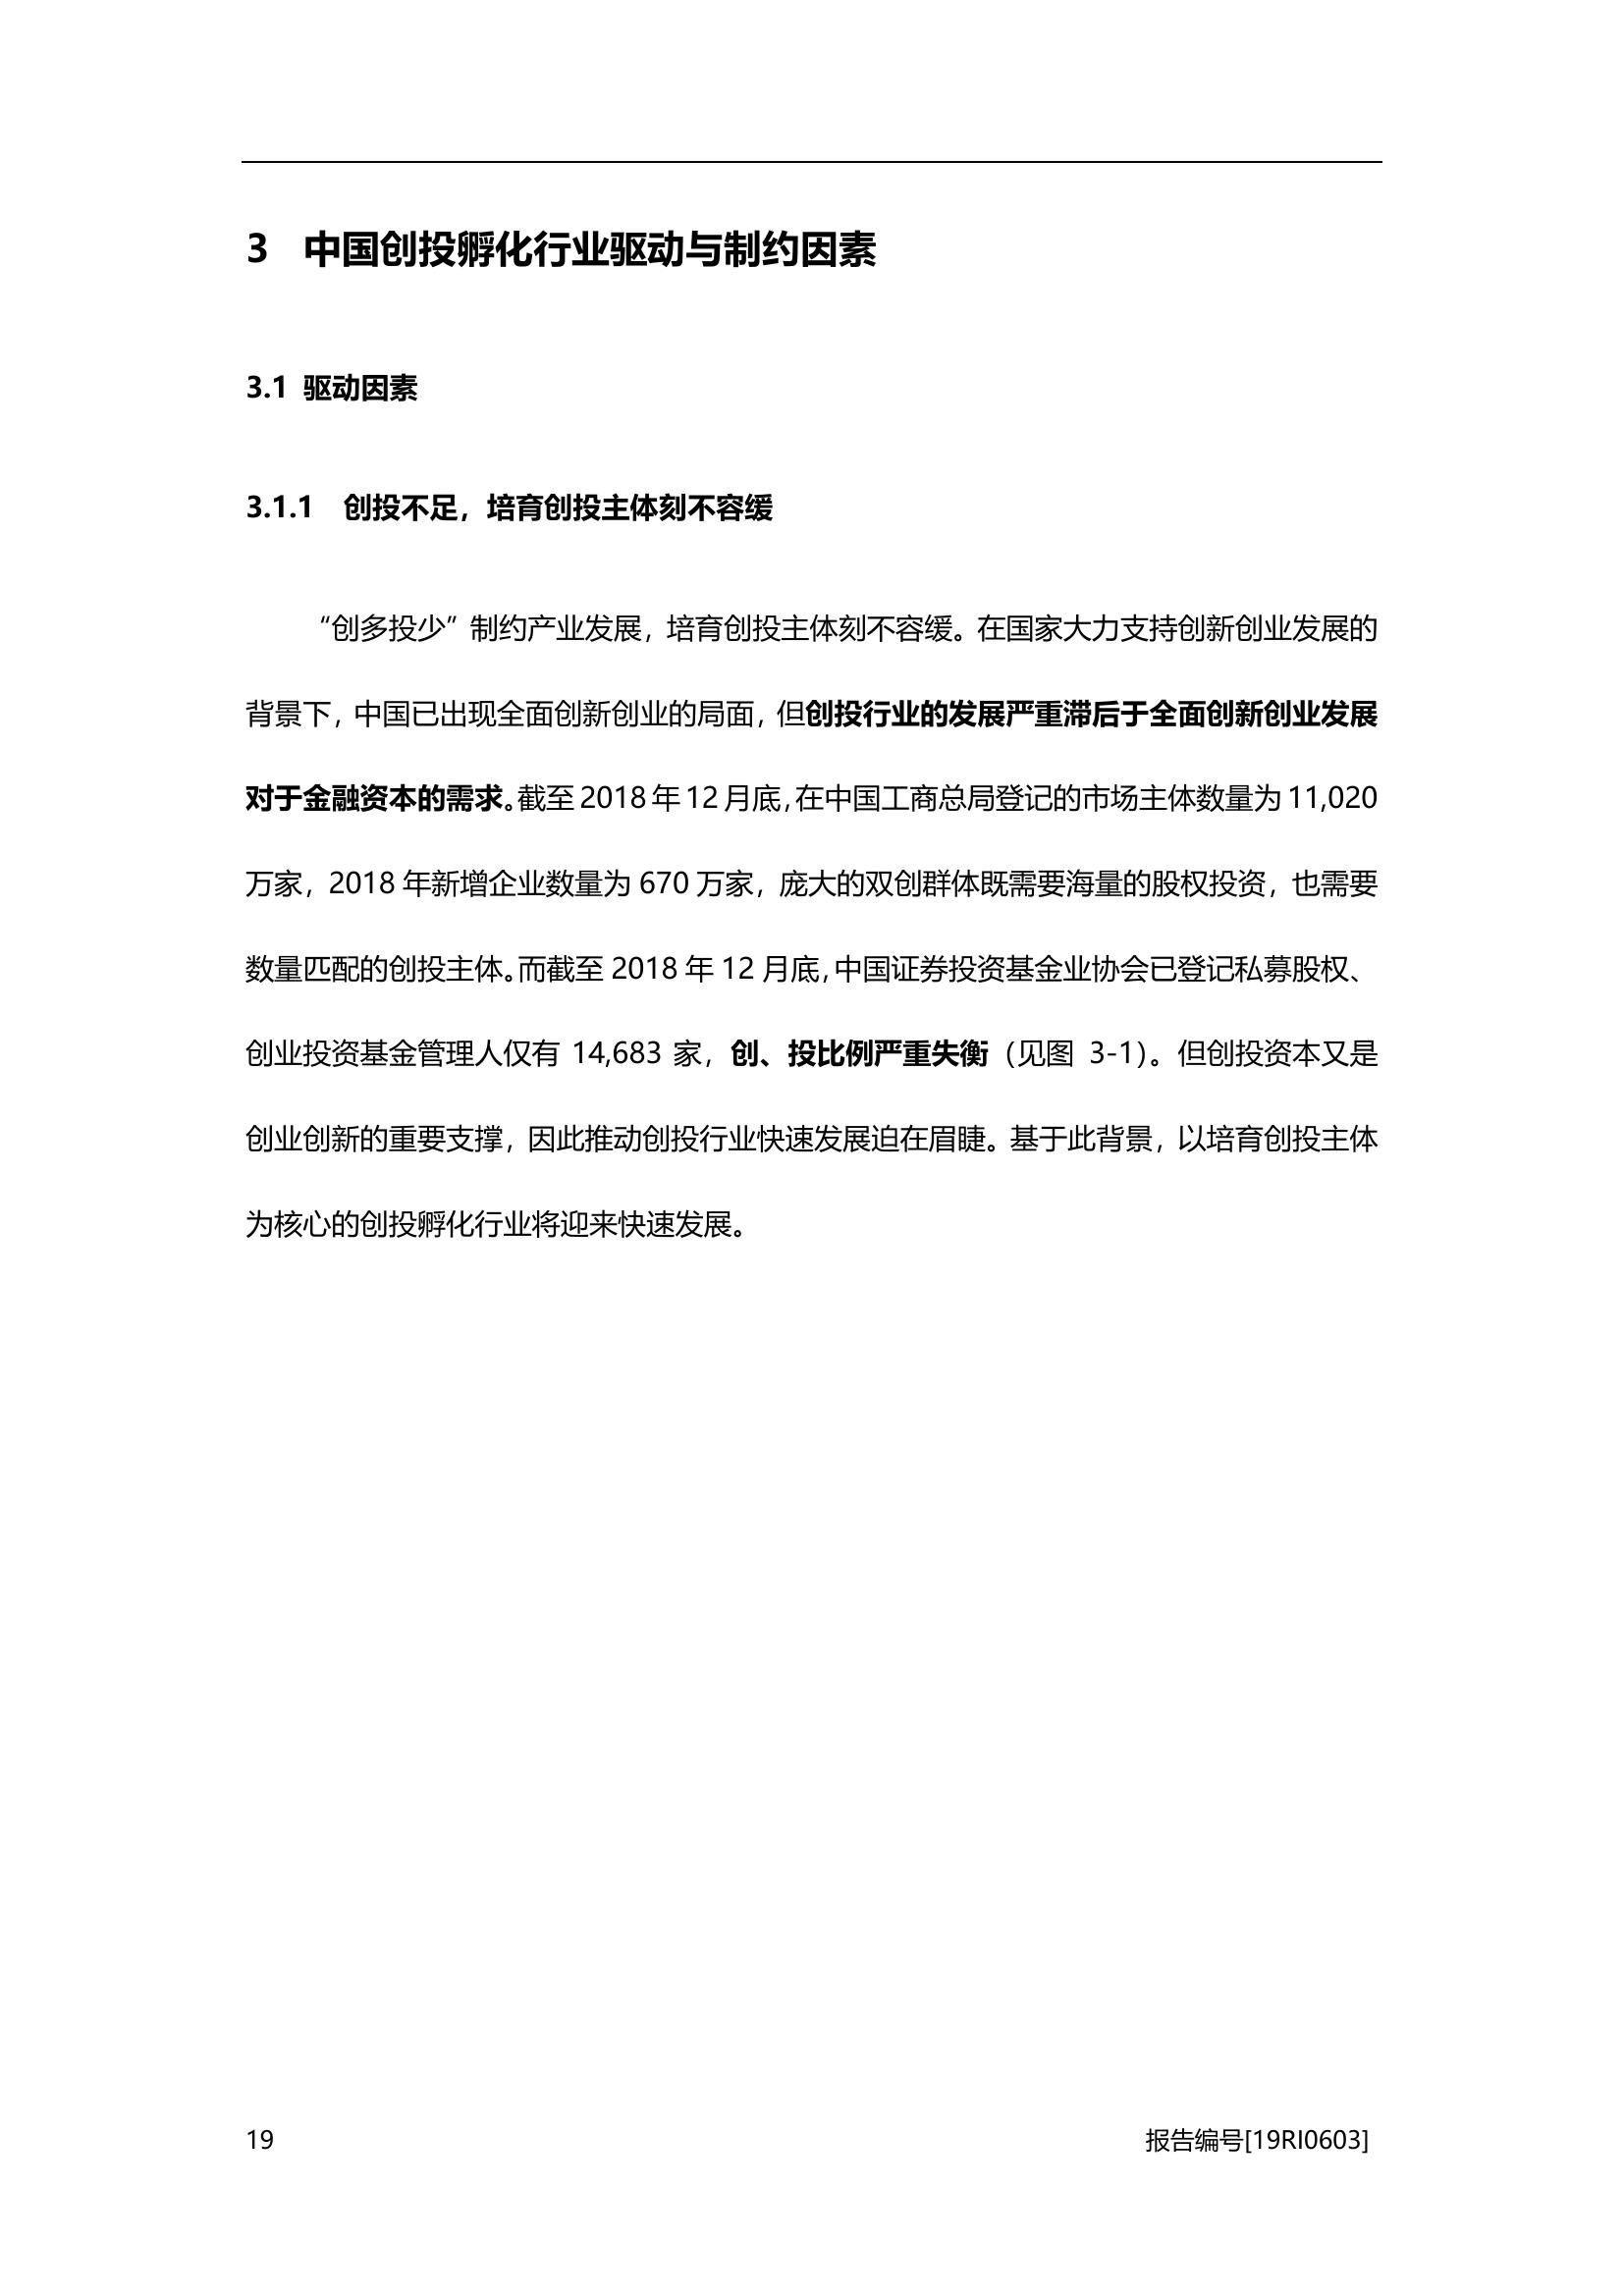 3 中国创投孵化行业驱动与制约因素
3.1 驱动因素
3.1.1 创投不足，培育创投主体刻不容缓
“创多投少”制约产业发展，培育创投主体刻不容缓。在国家大力支持创新创业发展的
背景下，中国已出现全面创新创业的局面，但创投行业的发展严重滞后于全面创新创业发展
对于金融资本的需求。截至 2018 年 12 月底，在中国工商总局登记的市场主体数量为 11,020
万家，2018 年新增企业数量为 670 万家，庞大的双创群体既需要海量的股权投资，也需要
数量匹配的创投主体。而截至 2018 年 12 月底，中国证券投资基金业协会已登记私募股权、
创业投资基金管理人仅有 14,683 家，创、投比例严重失衡（见图 3-1）。但创投资本又是
创业创新的重要支撑，因此推动创投行业快速发展迫在眉睫。基于此背景，以培育创投主体
为核心的创投孵化行业将迎来快速发展。
19 报告编号[19RI0603]